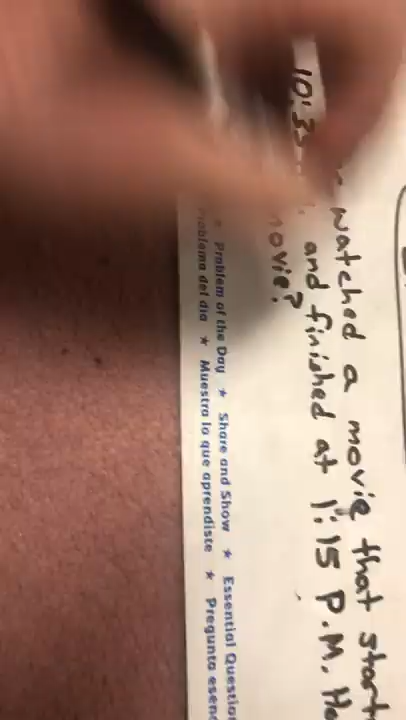 watched a movie that start
10:35 and finished at 1:15 P.M. Ho
movie?
Problem of the Day ★ Share and Show ★ Essential Questio
Problema del día ★ Muestra lo que aprendiste ★ Pregunta esenc